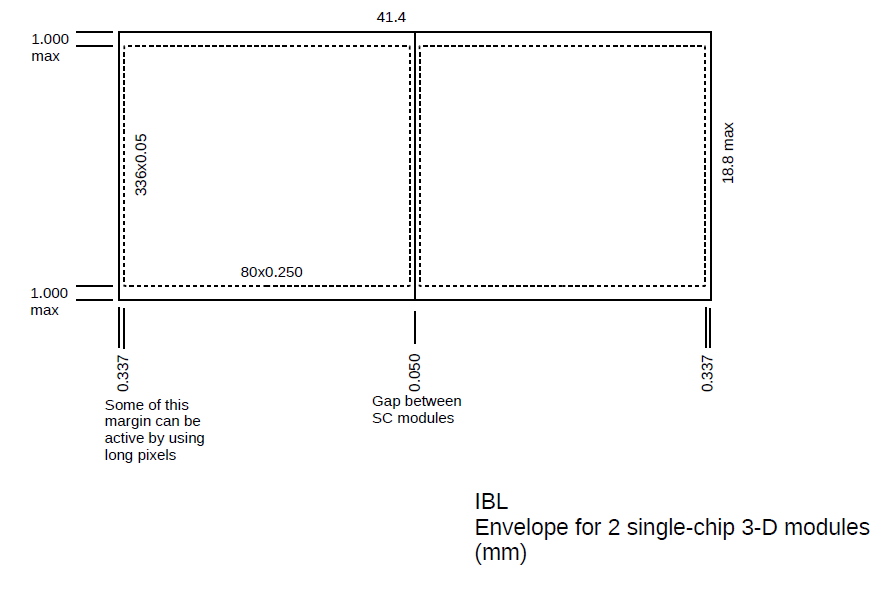 41.4
1.000
max
336x0.05
18.8 max
80x0.250
1.000
max
0.337
0.050
0.337
Some of this
margin can be
active by using
long pixels
Gap between
SC modules
IBL
Envelope for 2 single-chip 3-D modules
(mm)